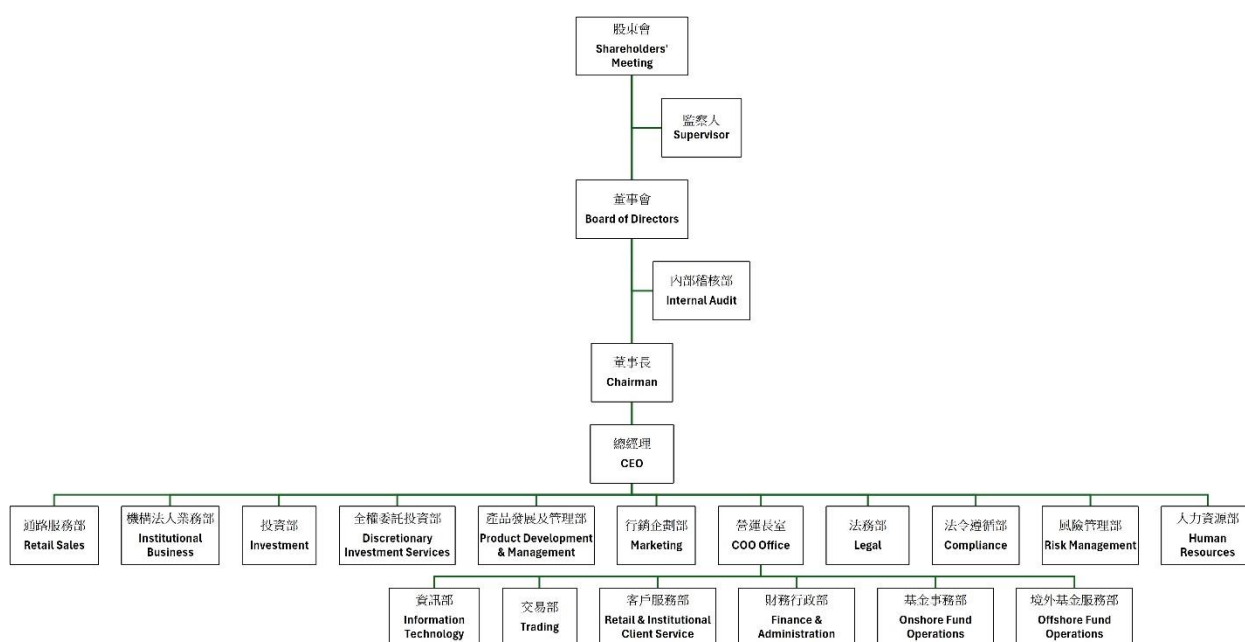 股東會
Shareholders'
Meeting
監察人
Supervisor
董事會
Board of Directors
內部稽核部
Internal Audit
董事長
Chairman
總經理
CEO
通路服務部
Retail Sales
機構法人業務部
Institutional
Business
投資部
Investment
全權委託投資部
Discretionary
Investment Services
產品發展及管理部
Product Development
& Management
行銷企劃部
Marketing
營運長室
COO Office
法務部
Legal
法令遵循部
Compliance
風險管理部
Risk Management
人力資源部
Human
Resources
資訊部
Information
Technology
交易部
Trading
客戶服務部
Retail & Institutional
Client Service
財務行政部
Finance &
Administration
基金事務部
Onshore Fund
Operations
境外基金服務部
Offshore Fund
Operations